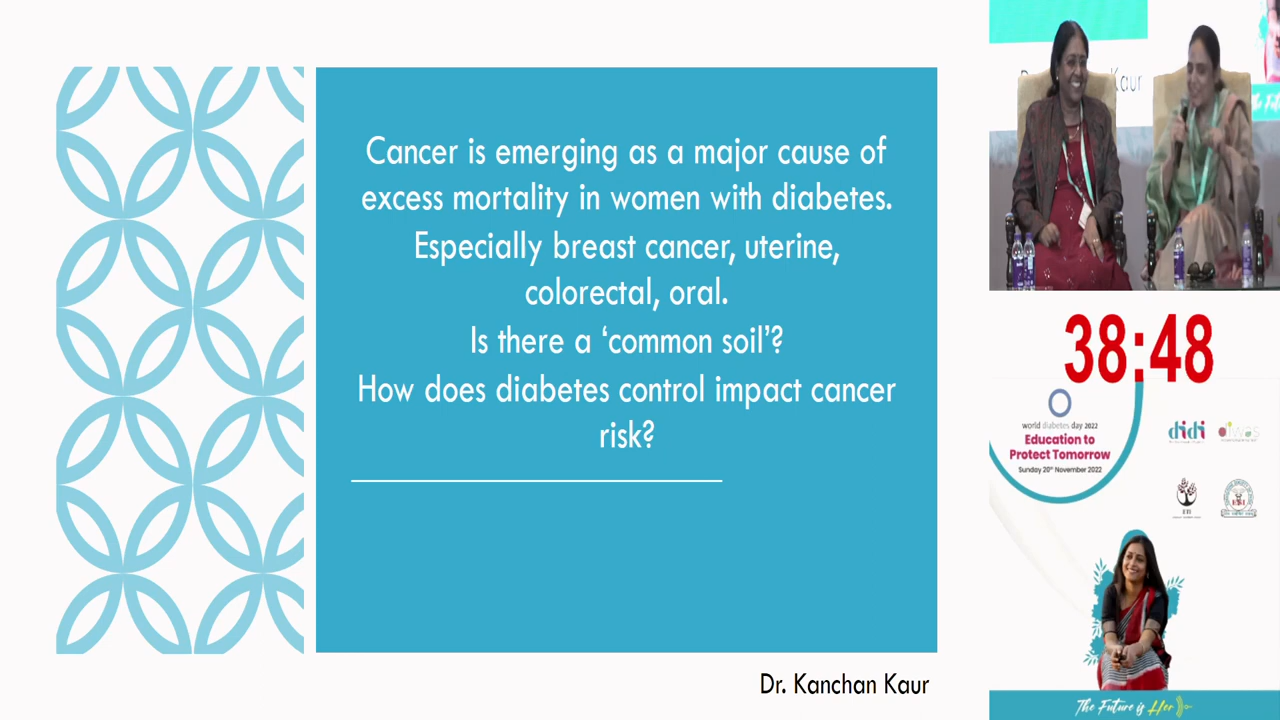 Cancer is emerging as a major cause of
excess mortality in women with diabetes.
Especially breast cancer, uterine,
colorectal, oral.
Is there a ‘common soil’?
How does diabetes control impact cancer
risk?
Dr. Kanchan Kaur
Kaur
38:48
world diabetes day 2022
Education to
Protect Tomorrow
Sunday 20th November 2022
didi
The Future is Her